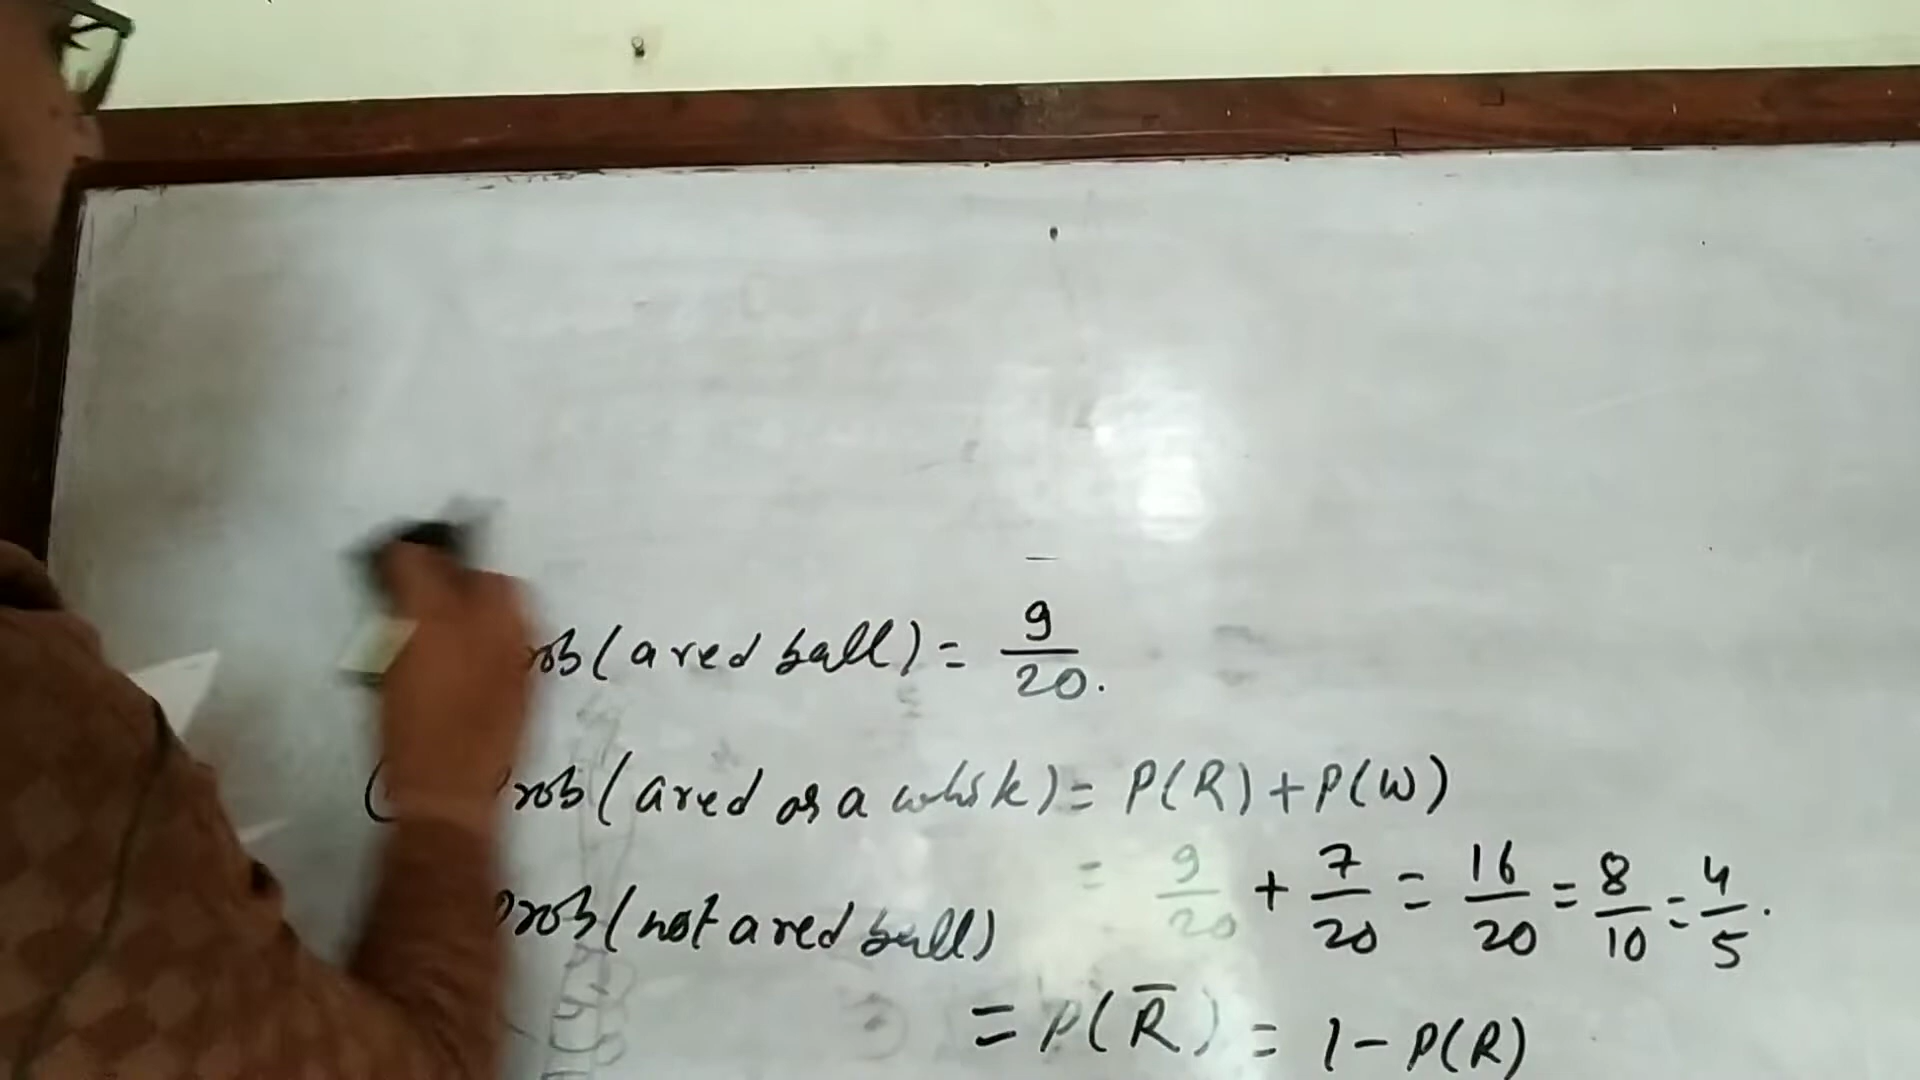 rob(a red ball) = 9/20.
( rob(a red or a white) = P(R) + P(W)
= 9/20 + 7/20 = 16/20 = 8/10 = 4/5.
Prob(not a red ball)
= P(R̅) = 1 - P(R)